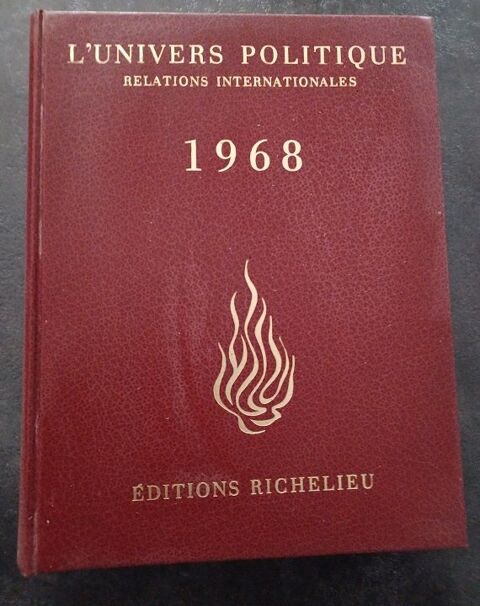 L'UNIVERS POLITIQUE
RELATIONS INTERNATIONALES
1968
ÉDITIONS RICHELIEU